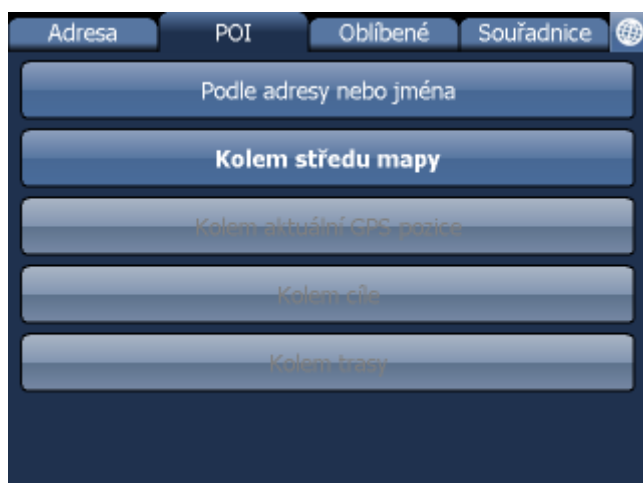 Adresa
POI
Oblíbené
Souřadnice
Podle adresy nebo jména
Kolem středu mapy
Kolem aktuální GPS pozice
Kolem cíle
Kolem trasy